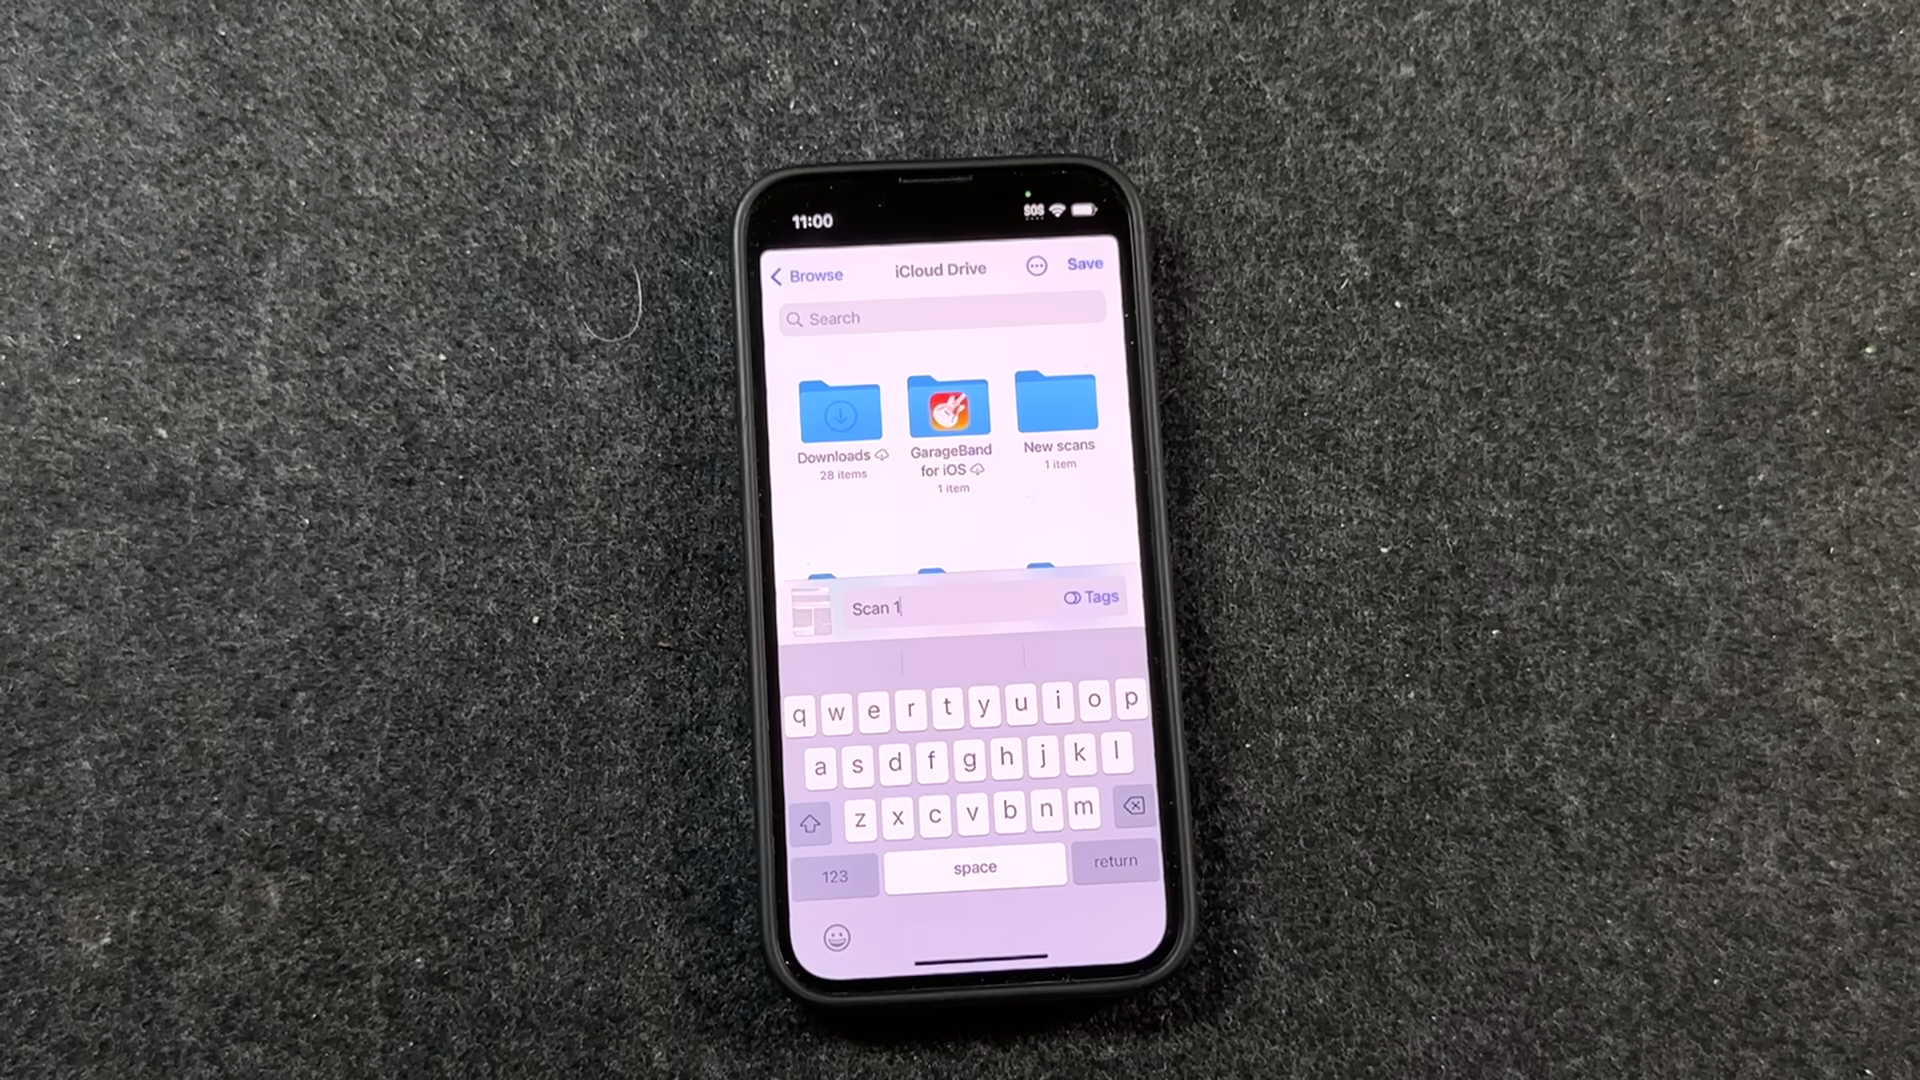 11:00 SOS
Browse iCloud Drive Save
Search
Downloads GarageBand New scans
28 items for iOS 1 item
1 item
Scan 1 Tags
q w e r t y u i o p
a s d f g h j k l
z x c v b n m
123 space return